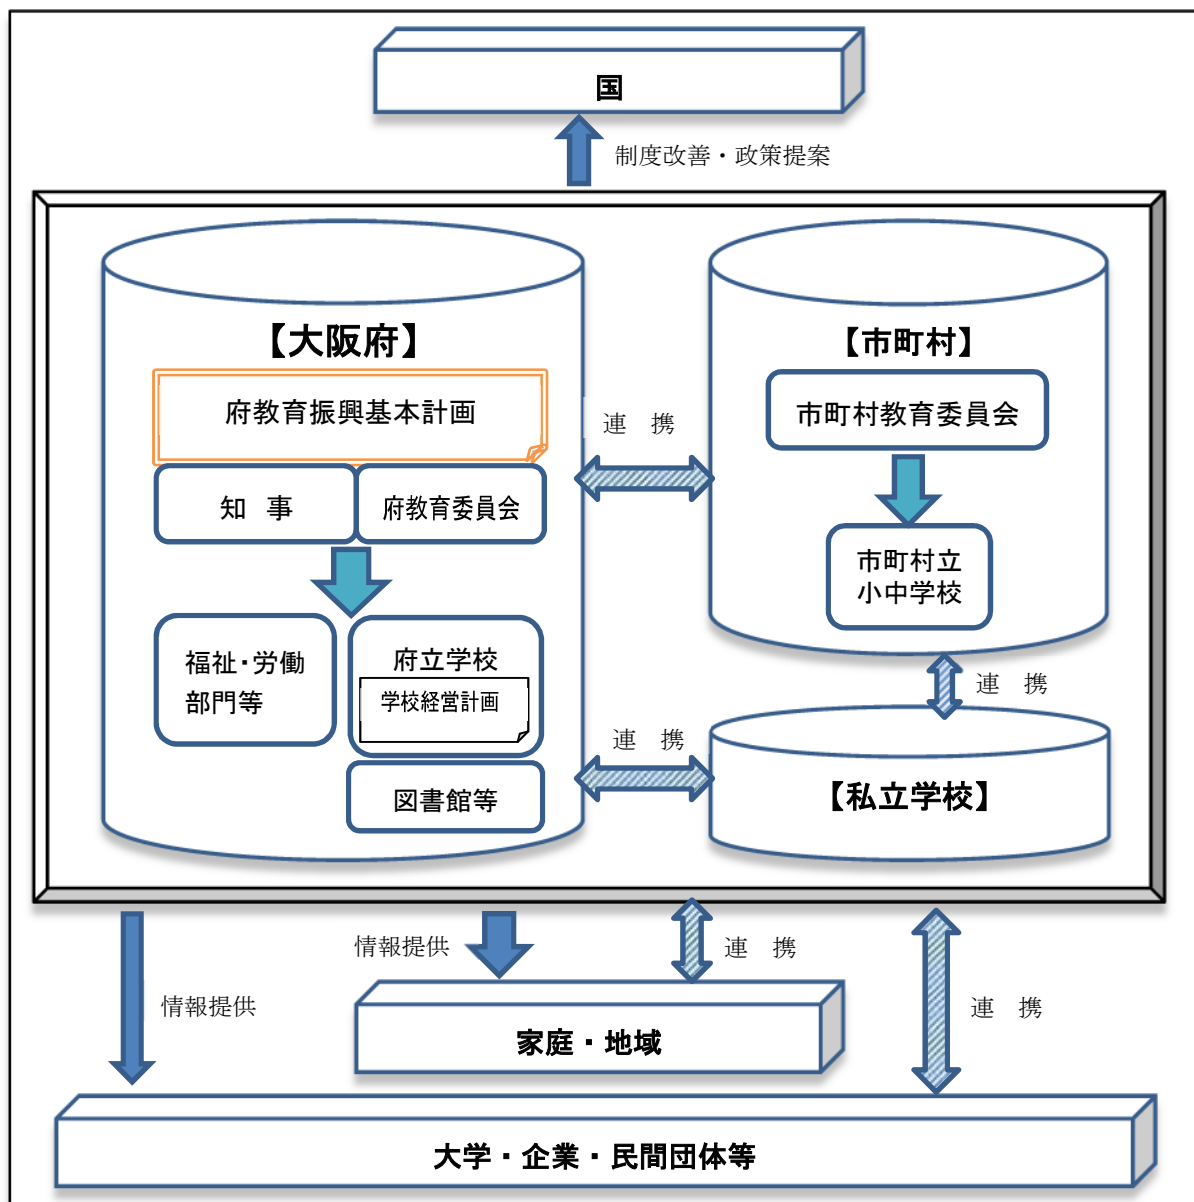 国
制度改善・政策提案
【大阪府】
府教育振興基本計画
知　事
府教育委員会
福祉・労働
部門等
府立学校
学校経営計画
図書館等
連　携
【市町村】
市町村教育委員会
市町村立
小中学校
連　携
連　携
【私立学校】
情報提供
情報提供
連　携
連　携
家庭・地域
大学・企業・民間団体等